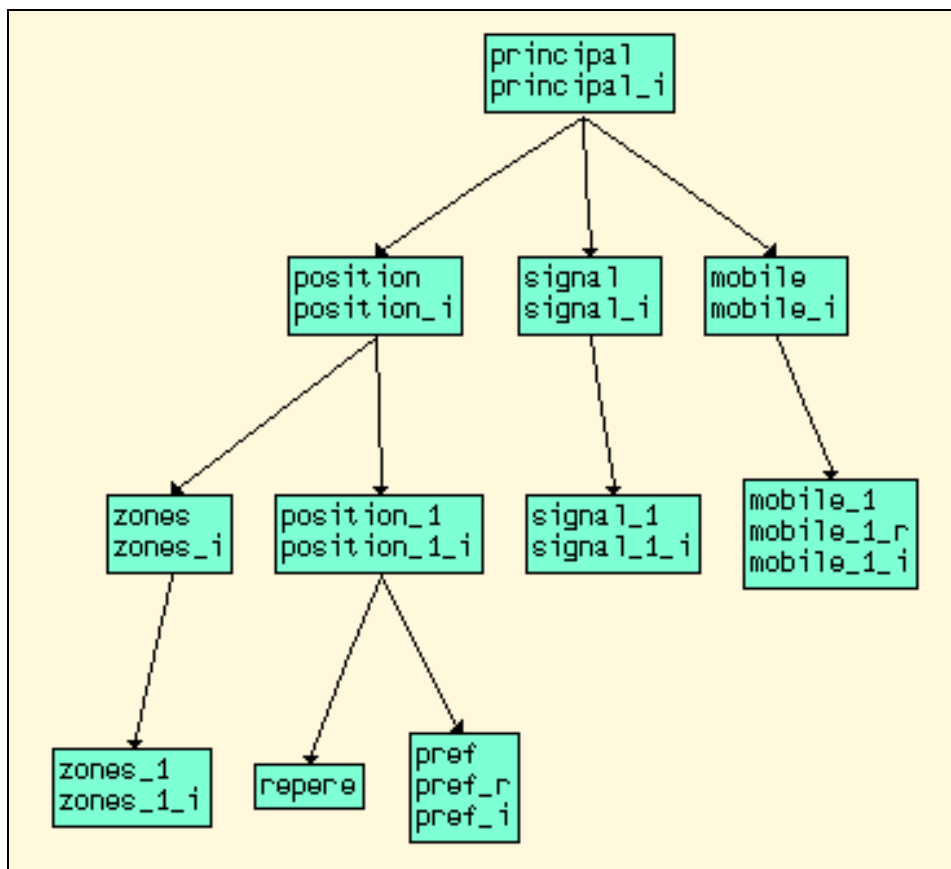 principal
principal_i
position
position_i
signal
signal_i
mobile
mobile_i
zones
zones_i
position_1
position_1_i
signal_1
signal_1_i
mobile_1
mobile_1_r
mobile_1_i
zones_1
zones_1_i
repere
pref
pref_r
pref_i